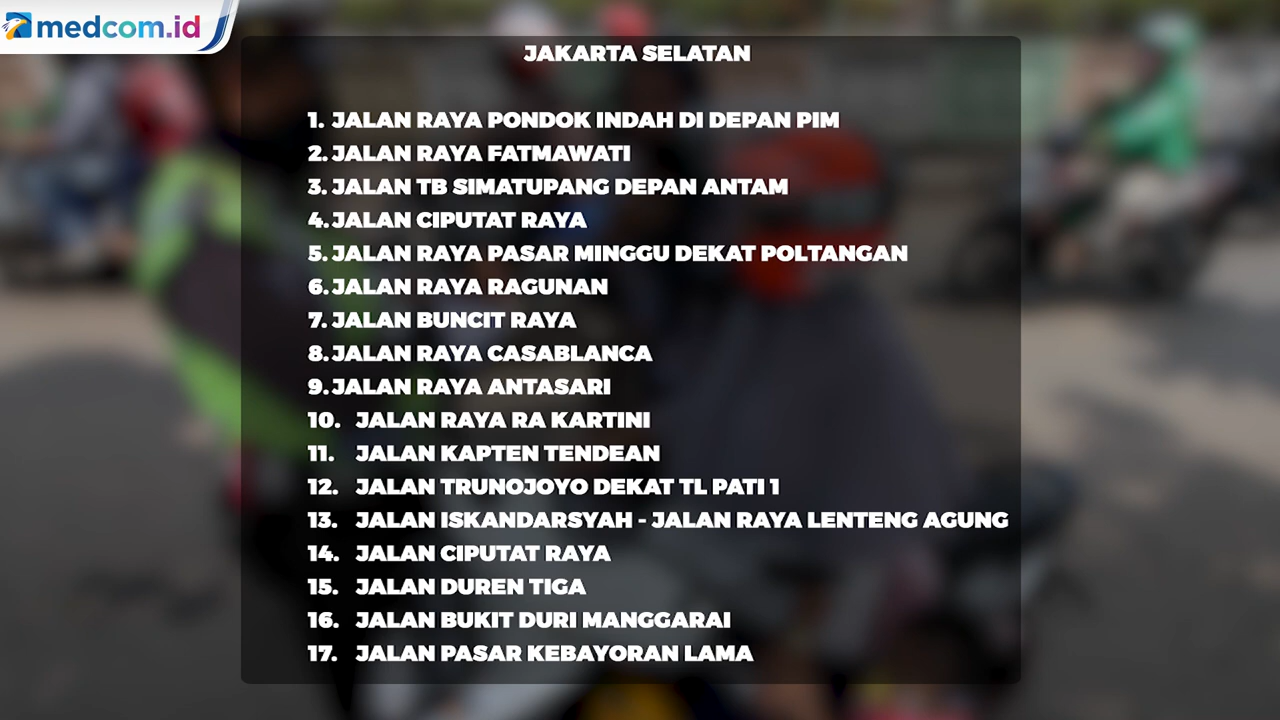 medcom.id
JAKARTA SELATAN
1. JALAN RAYA PONDOK INDAH DI DEPAN PIM
2. JALAN RAYA FATMAWATI
3. JALAN TB SIMATUPANG DEPAN ANTAM
4. JALAN CIPUTAT RAYA
5. JALAN RAYA PASAR MINGGU DEKAT POLTANGAN
6. JALAN RAYA RAGUNAN
7. JALAN BUNCIT RAYA
8. JALAN RAYA CASABLANCA
9. JALAN RAYA ANTASARI
10. JALAN RAYA RA KARTINI
11. JALAN KAPTEN TENDEAN
12. JALAN TRUNOJOYO DEKAT TL PATI 1
13. JALAN ISKANDARSYAH - JALAN RAYA LENTENG AGUNG
14. JALAN CIPUTAT RAYA
15. JALAN DUREN TIGA
16. JALAN BUKIT DURI MANGGARAI
17. JALAN PASAR KEBAYORAN LAMA